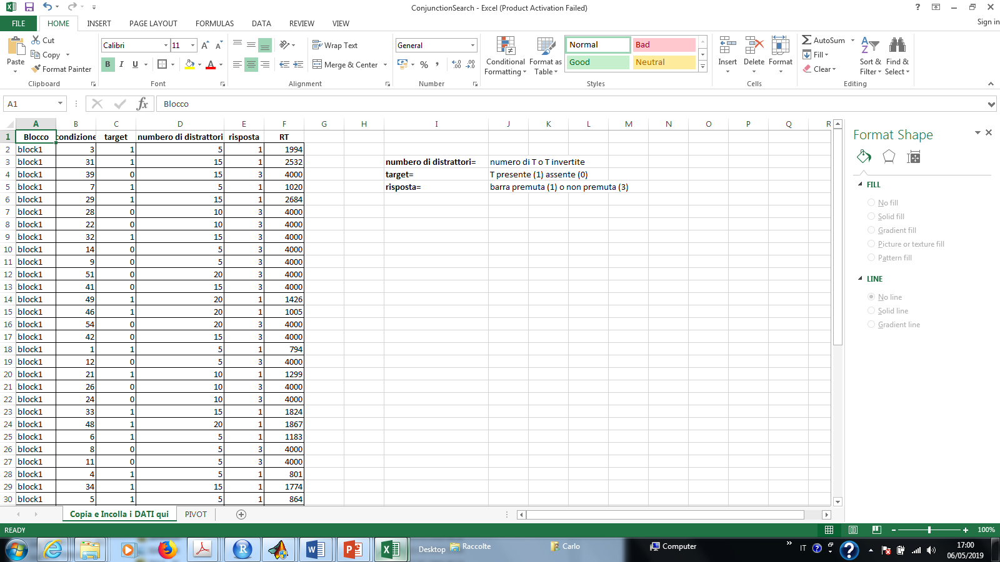 ConjunctionSearch - Excel (Product Activation Failed)
FILE HOME INSERT PAGE LAYOUT FORMULAS DATA REVIEW VIEW Sign in
Paste
Cut
Copy
Format Painter
Clipboard
Calibri 11
B I U
Font
Wrap Text
Merge & Center
Alignment
General
Number
Conditional Formatting
Format as Table
Normal Bad
Good Neutral
Styles
Insert Delete Format
Cells
AutoSum
Fill
Clear
Sort & Filter
Find & Select
Editing
A1 fx Blocco
A B C D E F G H I J K L M N O P Q R
1 Blocco condizione target numbero di distrattori risposta RT
2 block1 3 1 5 1 1994
3 block1 31 1 15 1 2532 numbero di distrattori= numero di T o T invertite
4 block1 39 0 15 3 4000 target= T presente (1) assente (0)
5 block1 7 1 5 1 1020 risposta= barra premuta (1) o non premuta (3)
6 block1 29 1 15 1 2684
7 block1 28 0 10 3 4000
8 block1 22 0 10 3 4000
9 block1 32 1 15 3 4000
10 block1 14 0 5 3 4000
11 block1 9 0 5 3 4000
12 block1 51 0 20 3 4000
13 block1 41 0 15 3 4000
14 block1 49 1 20 1 1426
15 block1 46 1 20 1 1005
16 block1 54 0 20 3 4000
17 block1 42 0 15 3 4000
18 block1 1 1 5 1 794
19 block1 12 0 5 3 4000
20 block1 21 1 10 1 1299
21 block1 26 0 10 3 4000
22 block1 24 0 10 3 4000
23 block1 33 1 15 1 1824
24 block1 48 1 20 1 1867
25 block1 6 1 5 1 1183
26 block1 8 0 5 3 4000
27 block1 11 0 5 3 4000
28 block1 4 1 5 1 801
29 block1 34 1 15 1 1774
30 block1 5 1 5 1 864
Format Shape
FILL
No fill
Solid fill
Gradient fill
Picture or texture fill
Pattern fill
LINE
No line
Solid line
Gradient line
Copia e Incolla i DATI qui PIVOT
READY 100%
Desktop Raccolte Carlo Computer » IT 17:00
06/05/2019